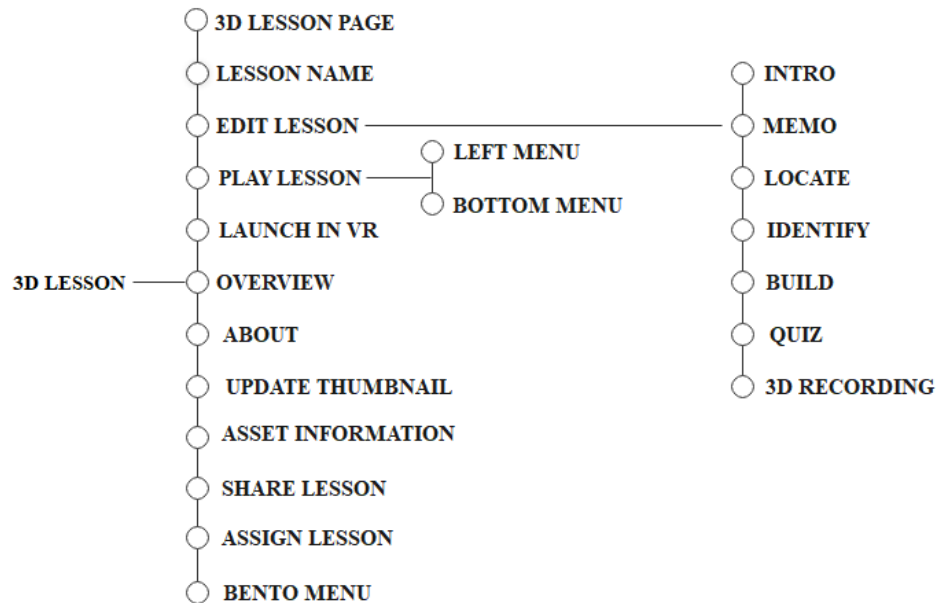 3D LESSON
3D LESSON PAGE
LESSON NAME
EDIT LESSON
PLAY LESSON
LEFT MENU
BOTTOM MENU
LAUNCH IN VR
OVERVIEW
ABOUT
UPDATE THUMBNAIL
ASSET INFORMATION
SHARE LESSON
ASSIGN LESSON
BENTO MENU
INTRO
MEMO
LOCATE
IDENTIFY
BUILD
QUIZ
3D RECORDING